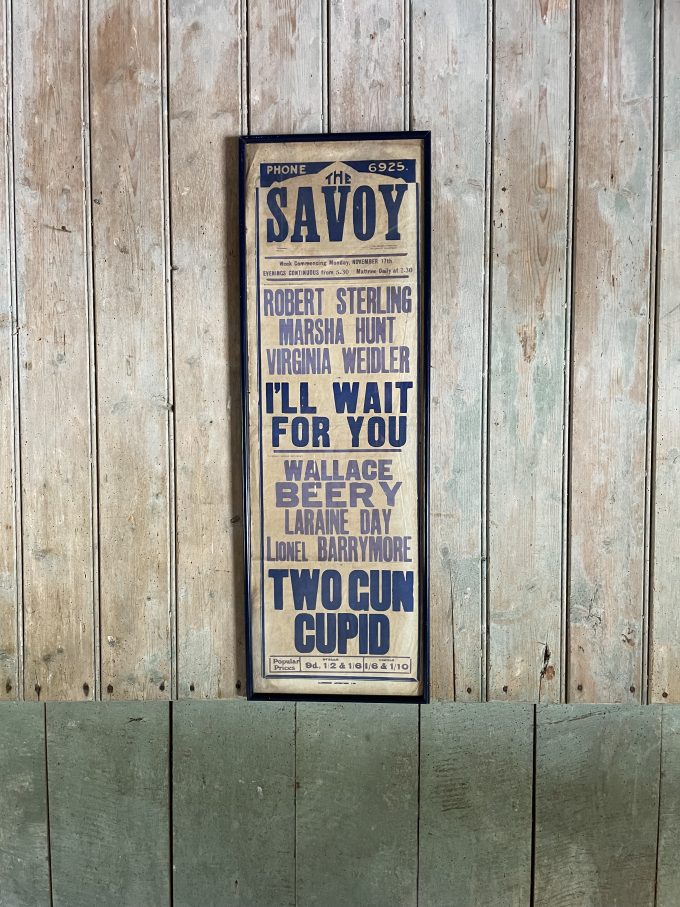 PHONE 6925.
THE
SAVOY
Week Commencing Monday, NOVEMBER 17th
EVENINGS CONTINUOUS from 5-30 Matinee Daily at 2-30
ROBERT STERLING
MARSHA HUNT
VIRGINIA WEIDLER
I'LL WAIT
FOR YOU
WALLACE
BEERY
LARAINE DAY
LIONEL BARRYMORE
TWO GUN
CUPID
Popular
Prices
STALLS
9d. 1/2 & 1/6
1/6 & 1/10